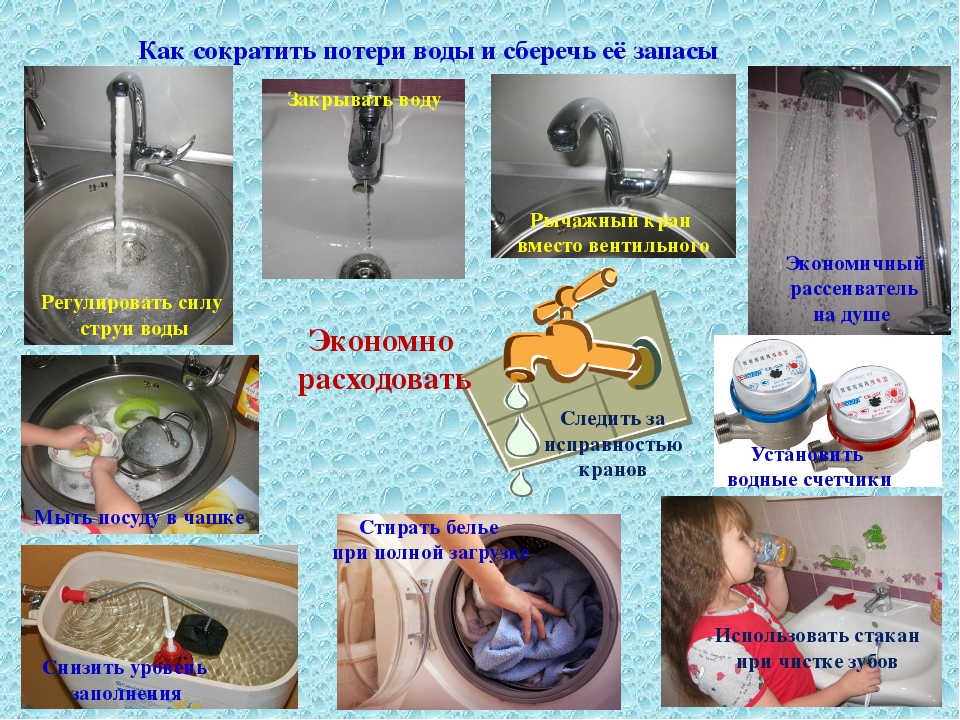 Как сократить потери воды и сберечь её запасы
Регулировать силу
струи воды
Закрывать воду
Рычажный кран
вместо вентильного
Экономичный
рассеиватель
на душе
Экономно
расходовать
Следить за
исправностью
кранов
Установить
водные счетчики
Мыть посуду в чашке
Снизить уровень
заполнения
Стирать белье
при полной загрузке
Использовать стакан
при чистке зубов